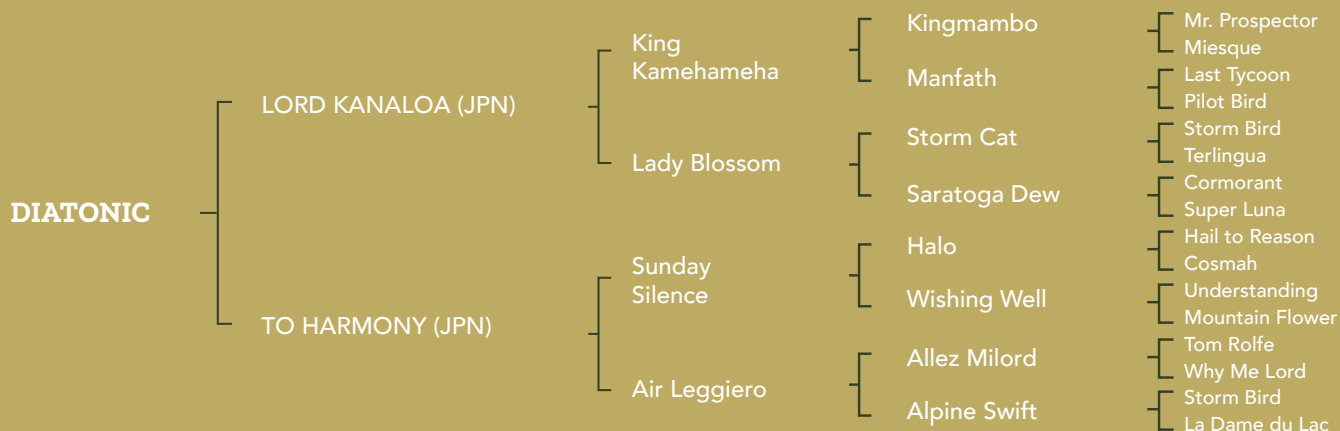 DIATONIC
LORD KANALOA (JPN)
TO HARMONY (JPN)
King
Kamehameha
Lady Blossom
Sunday
Silence
Air Leggiero
Kingmambo
Manfath
Storm Cat
Saratoga Dew
Halo
Wishing Well
Allez Milord
Alpine Swift
Mr. Prospector
Miesque
Last Tycoon
Pilot Bird
Storm Bird
Terlingua
Cormorant
Super Luna
Hail to Reason
Cosmah
Understanding
Mountain Flower
Tom Rolfe
Why Me Lord
Storm Bird
La Dame du Lac